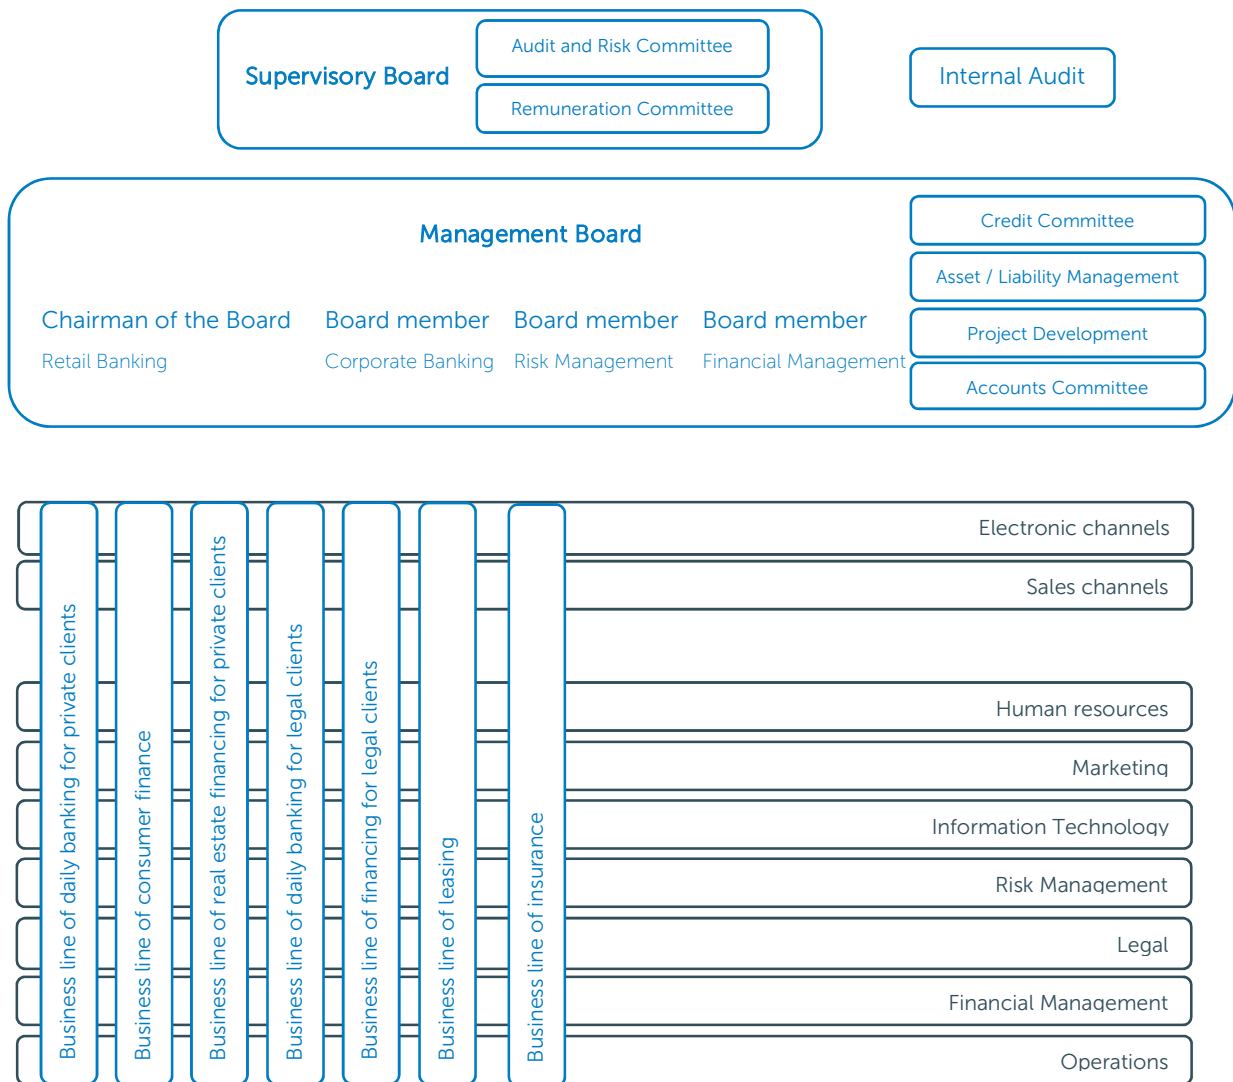 Supervisory Board
Audit and Risk Committee
Remuneration Committee
Internal Audit
Management Board
Chairman of the Board
Retail Banking
Board member
Corporate Banking
Board member
Risk Management
Board member
Financial Management
Credit Committee
Asset / Liability Management
Project Development
Accounts Committee
Business line of daily banking for private clients
Business line of consumer finance
Business line of real estate financing for private clients
Business line of daily banking for legal clients
Business line of financing for legal clients
Business line of leasing
Business line of insurance
Electronic channels
Sales channels
Human resources
Marketing
Information Technology
Risk Management
Legal
Financial Management
Operations